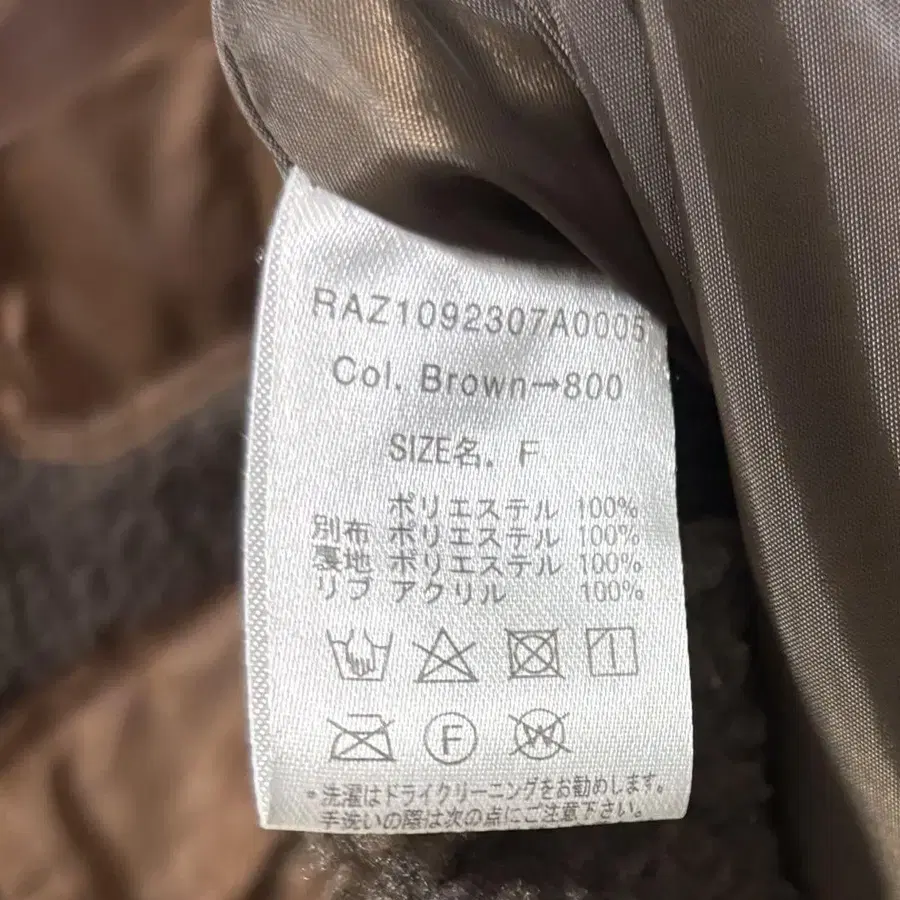 RAZ1092307A0005
Col. Brown→800
SIZE名. F
ポリエステル 100%
別布 ポリエステル 100%
裏地 ポリエステル 100%
リブ アクリル 100%
F
W
*洗濯はドライクリーニングをお勧めします。
手洗いの際は次の点にご注意下さい。